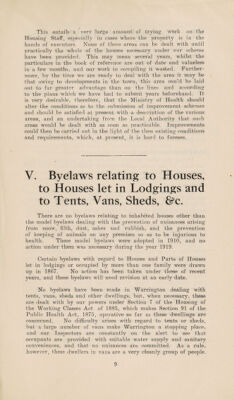 This entails a very large amount of trying work on the
Housing Staff, especially in cases where the property is in the
hands of executors. None of these areas can be dealt with until
practically the whole of the houses necessary under our scheme
have been provided. This may mean several years, whilst the
particulars in the book of reference are out of date and valueless
in a few months, and our work in compiling it wasted. Further-
more, by the time we are ready to deal with the area it may be
that owing to developments in the town, this area could be laid
out to far greater advantage than on the lines and according
to the plans which we have had to submit years beforehand. It
is very desirable, therefore, that the Ministry of Health should
alter the conditions as to the submission of improvement schemes
and should be satisfied at present with a description of the various
areas, and an undertaking from the Local Authority that such
areas would be dealt with as soon as practicable. Improvements
could then be carried out in the light of the then existing conditions
and requirements, which, at present, it is hard to foresee.
V. Byelaws relating to Houses,
to Houses let in Lodgings and
to Tents, Vans, Sheds, &c.
There are no byelaws relating to inhabited houses other than
the model byelaws dealing with the prevention of nuisances arising
from snow, filth, dust, ashes and rubbish, and the prevention
of keeping of animals on any premises so as to be injurious to
health. These model byelaws were adopted in 1910, and no
action under them was necessary during the year 1919.
Certain byelaws with regard to Houses and Parts of Houses
let in lodgings or occupied by more than one family were drawn
up in 1867. No action has been taken under these of recent
years, and these byelaws will need revision at an early date.
No byelaws have been made in Warrington dealing with
tents, vans, sheds and other dwellings, but, when necessary, these
are dealt with by our powers under Section 7 of the Housing of
the Working Classes Act of 1885, which makes Section 91 of the
Public Health Act, 1875, operative so far as these dwellings are
concerned. No difficulty arises with regard to tents or sheds,
but a large number of vans make Warrington a stopping place,
and our Inspectors are constantly on the alert to see that
occupants are provided with suitable water supply and sanitary
conveniences, and that no nuisances are committed. As a rule,
however, these dwellers in vans are a very cleanly group of people.
9